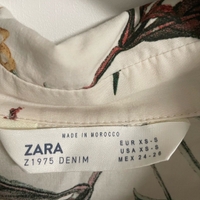 MADE IN MOROCCO
ZARA
Z1975 DENIM
EUR XS-S
USA XS-S
MEX 24-26